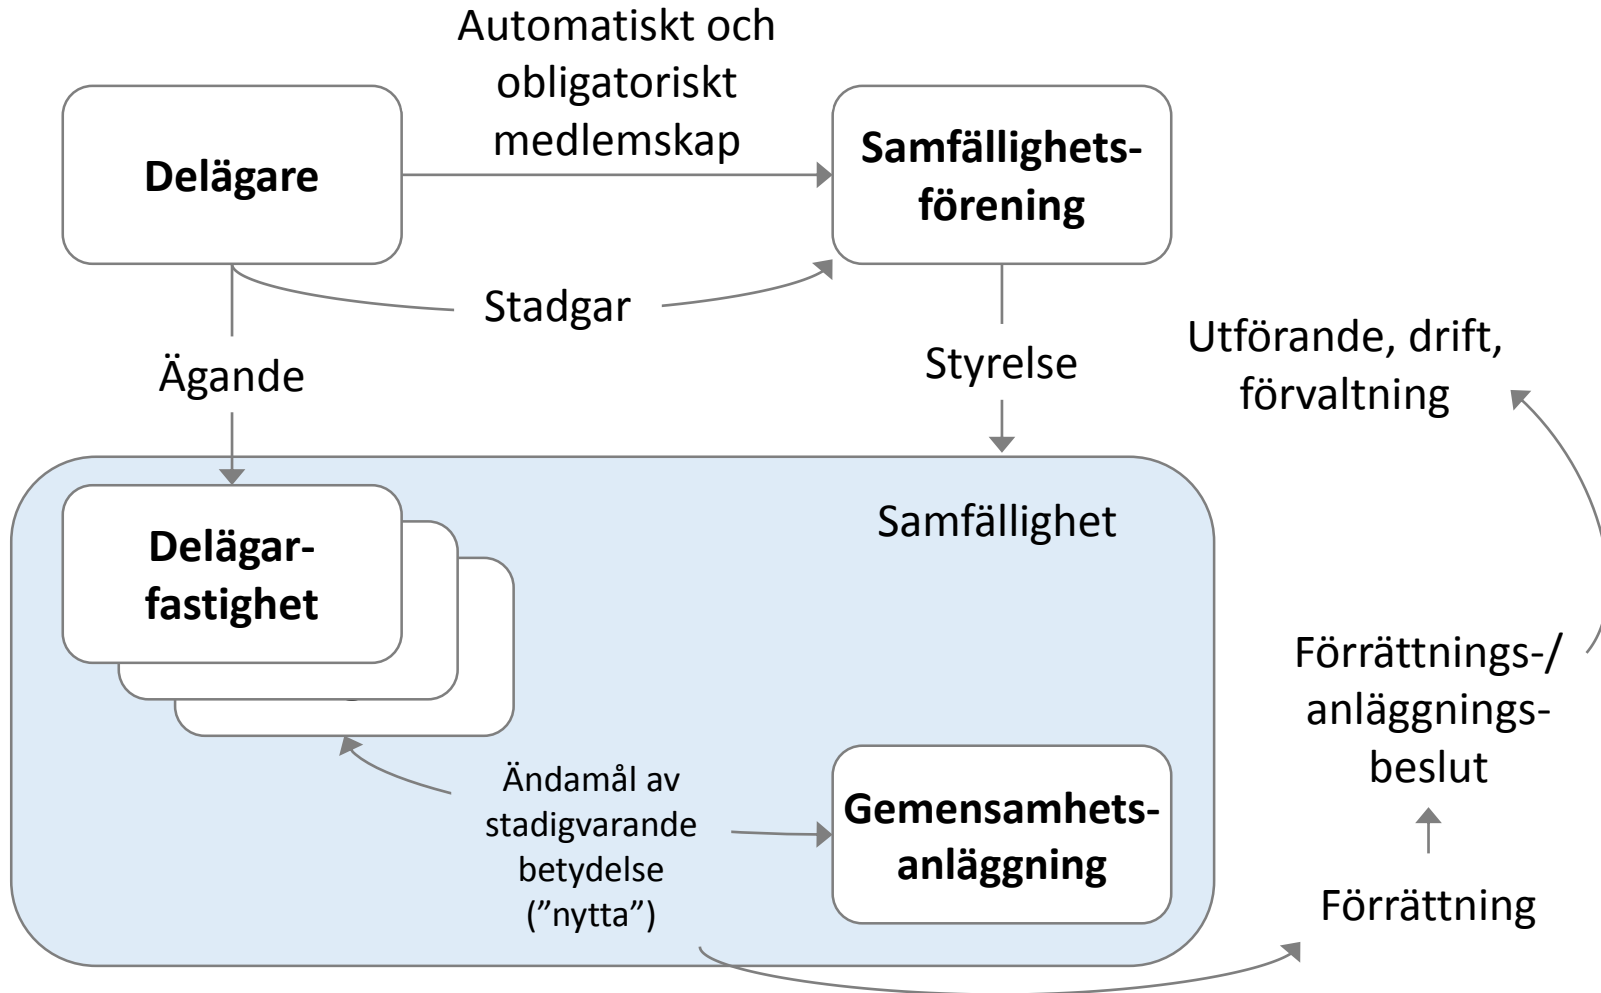 Automatiskt och
obligatoriskt
medlemskap
Delägare
Samfällighets-
förening
Stadgar
Ägande
Styrelse
Utförande, drift,
förvaltning
Samfällighet
Delägar-
fastighet
Förrättnings-/
anläggnings-
beslut
Ändamål av
stadigvarande
betydelse
(”nytta”)
Gemensamhets-
anläggning
Förrättning